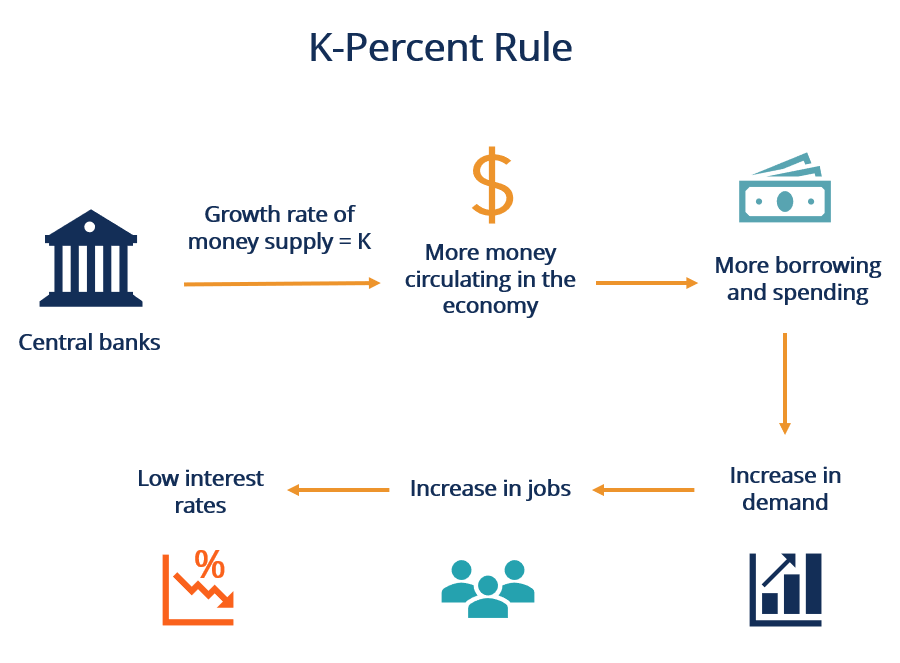 K-Percent Rule
Growth rate of
money supply = K
$
More money
circulating in the
economy
More borrowing
and spending
Central banks
Low interest
rates
Increase in jobs
Increase in
demand
%